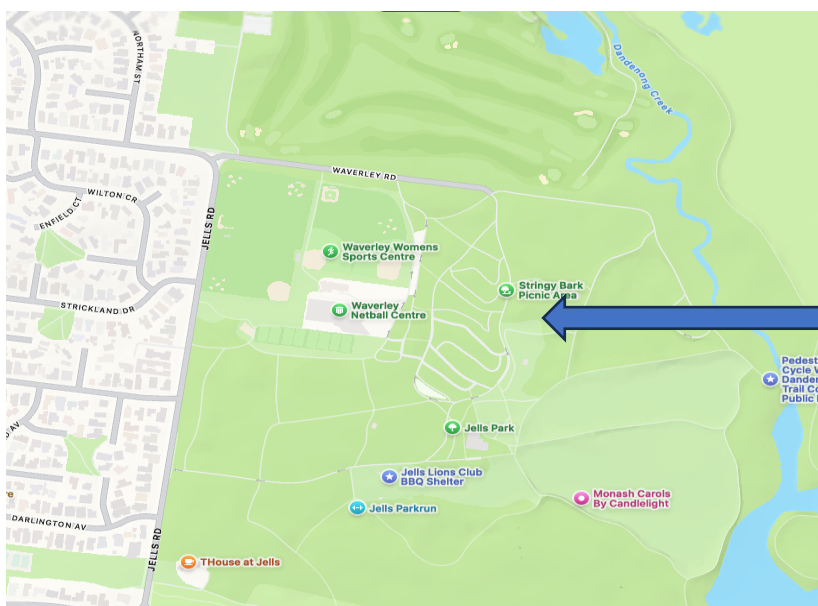 NORTHAM ST
Dandenong Creek
WAVERLEY RD
WILTON CR
ENFIELD CT
JELLS RD
Waverley Womens
Sports Centre
Stringy Bark
Picnic Area
STRICKLAND DR
Waverley
Netball Centre
Pedest
Cycle W
Dander
Trail Co
Public
Jells Park
D AV
Jells Lions Club
BBQ Shelter
Monash Carols
By Candlelight
Jells Parkrun
DARLINGTON AV
JELLS RD
THouse at Jells